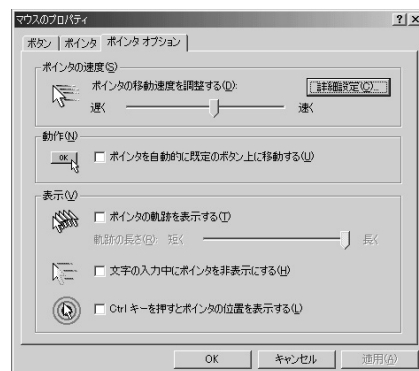 マウスのプロパティ
ボタン ポインタ ポインタ オプション
ポインタの速度(S)
ポインタの移動速度を調整する(D):
詳細設定(C)...
遅く 速く
動作(N)
OK
ポインタを自動的に既定のボタン上に移動する(U)
表示(V)
ポインタの軌跡を表示する(T)
軌跡の長さ(R): 短く 長く
文字の入力中にポインタを非表示にする(H)
Ctrl キーを押すとポインタの位置を表示する(L)
OK キャンセル 適用(A)